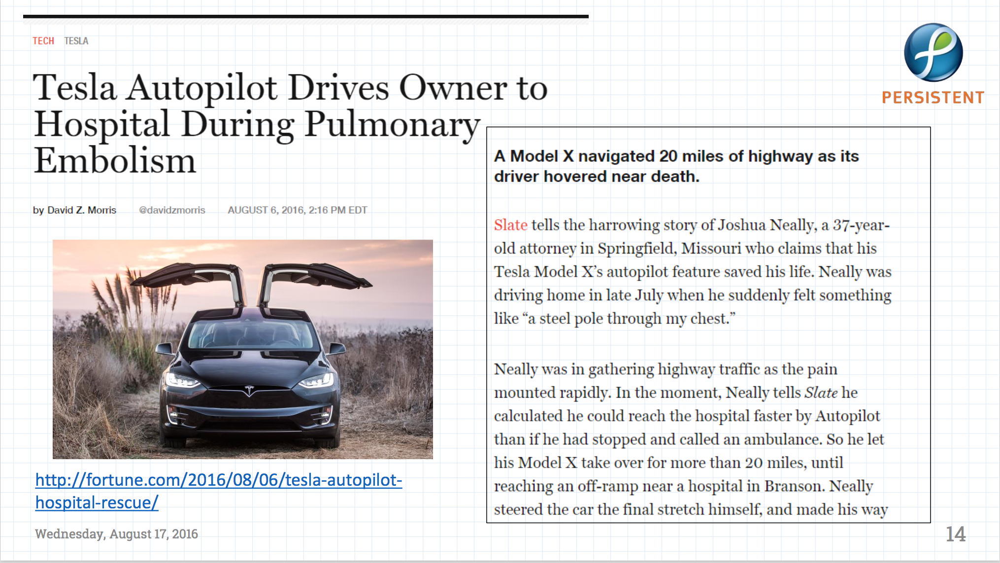 TECH TESLA
Tesla Autopilot Drives Owner to
Hospital During Pulmonary
Embolism
by David Z. Morris @davidzmorris AUGUST 6, 2016, 2:16 PM EDT
http://fortune.com/2016/08/06/tesla-autopilot-
hospital-rescue/
PERSISTENT
A Model X navigated 20 miles of highway as its
driver hovered near death.
Slate tells the harrowing story of Joshua Neally, a 37-year-
old attorney in Springfield, Missouri who claims that his
Tesla Model X’s autopilot feature saved his life. Neally was
driving home in late July when he suddenly felt something
like “a steel pole through my chest.”
Neally was in gathering highway traffic as the pain
mounted rapidly. In the moment, Neally tells Slate he
calculated he could reach the hospital faster by Autopilot
than if he had stopped and called an ambulance. So he let
his Model X take over for more than 20 miles, until
reaching an off-ramp near a hospital in Branson. Neally
steered the car the final stretch himself, and made his way
Wednesday, August 17, 2016
14